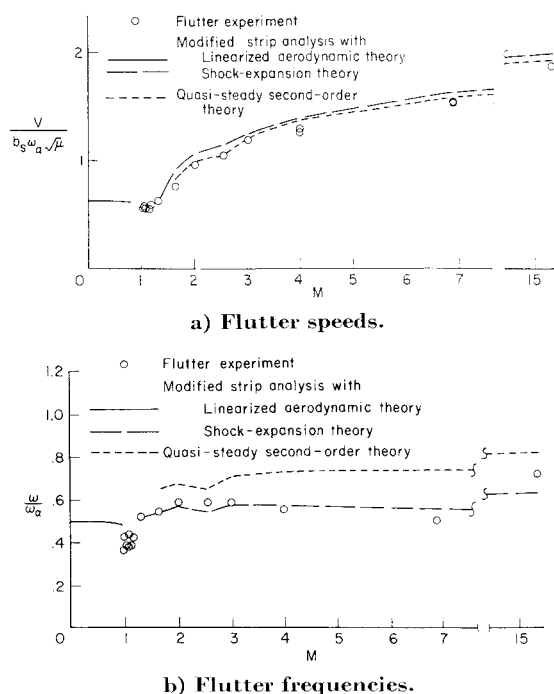 Flutter experiment
Modified strip analysis with
Linearized aerodynamic theory
Shock-expansion theory
Quasi-steady second-order
theory
2
1
0
V
b_S ω_α √μ
1 2 3 4 5 6 7 15
M
a) Flutter speeds.
Flutter experiment
Modified strip analysis with
Linearized aerodynamic theory
Shock-expansion theory
Quasi-steady second-order theory
1.2
1.0
.8
.6
.4
.2
0
ω
ω_α
1 2 3 4 5 6 7 15
M
b) Flutter frequencies.